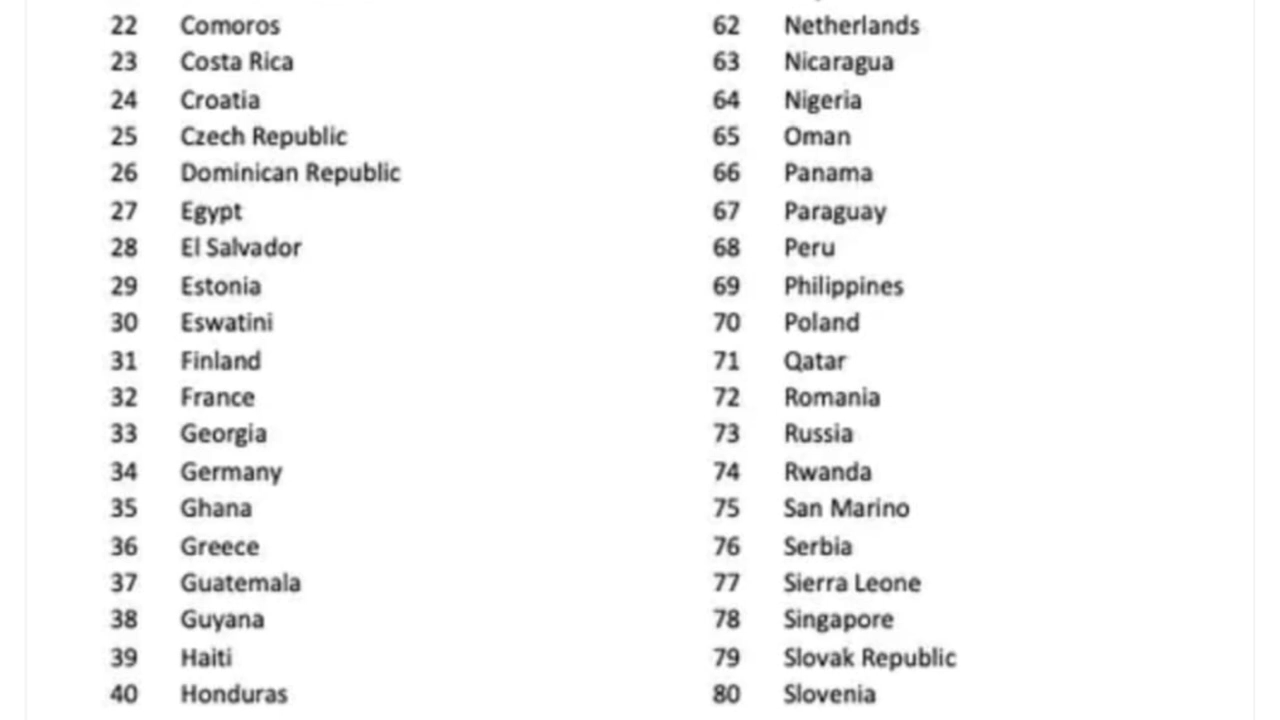 22 Comoros
23 Costa Rica
24 Croatia
25 Czech Republic
26 Dominican Republic
27 Egypt
28 El Salvador
29 Estonia
30 Eswatini
31 Finland
32 France
33 Georgia
34 Germany
35 Ghana
36 Greece
37 Guatemala
38 Guyana
39 Haiti
40 Honduras
62 Netherlands
63 Nicaragua
64 Nigeria
65 Oman
66 Panama
67 Paraguay
68 Peru
69 Philippines
70 Poland
71 Qatar
72 Romania
73 Russia
74 Rwanda
75 San Marino
76 Serbia
77 Sierra Leone
78 Singapore
79 Slovak Republic
80 Slovenia